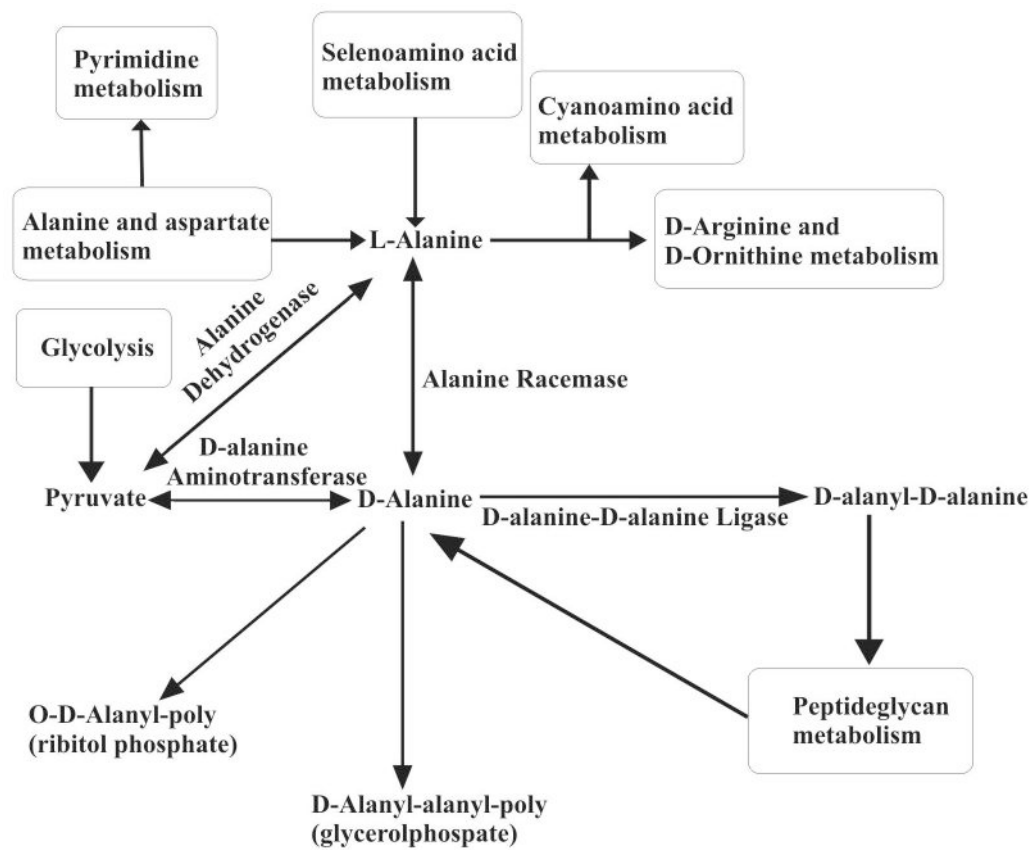 Pyrimidine
metabolism
Selenoamino acid
metabolism
Cyanoamino acid
metabolism
Alanine and aspartate
metabolism
L-Alanine
D-Arginine and
D-Ornithine metabolism
Glycolysis
Alanine
Dehydrogenase
Alanine Racemase
D-alanine
Aminotransferase
Pyruvate
D-Alanine
D-alanine-D-alanine Ligase
D-alanyl-D-alanine
O-D-Alanyl-poly
(ribitol phosphate)
Peptideglycan
metabolism
D-Alanyl-alanyl-poly
(glycerolphospate)